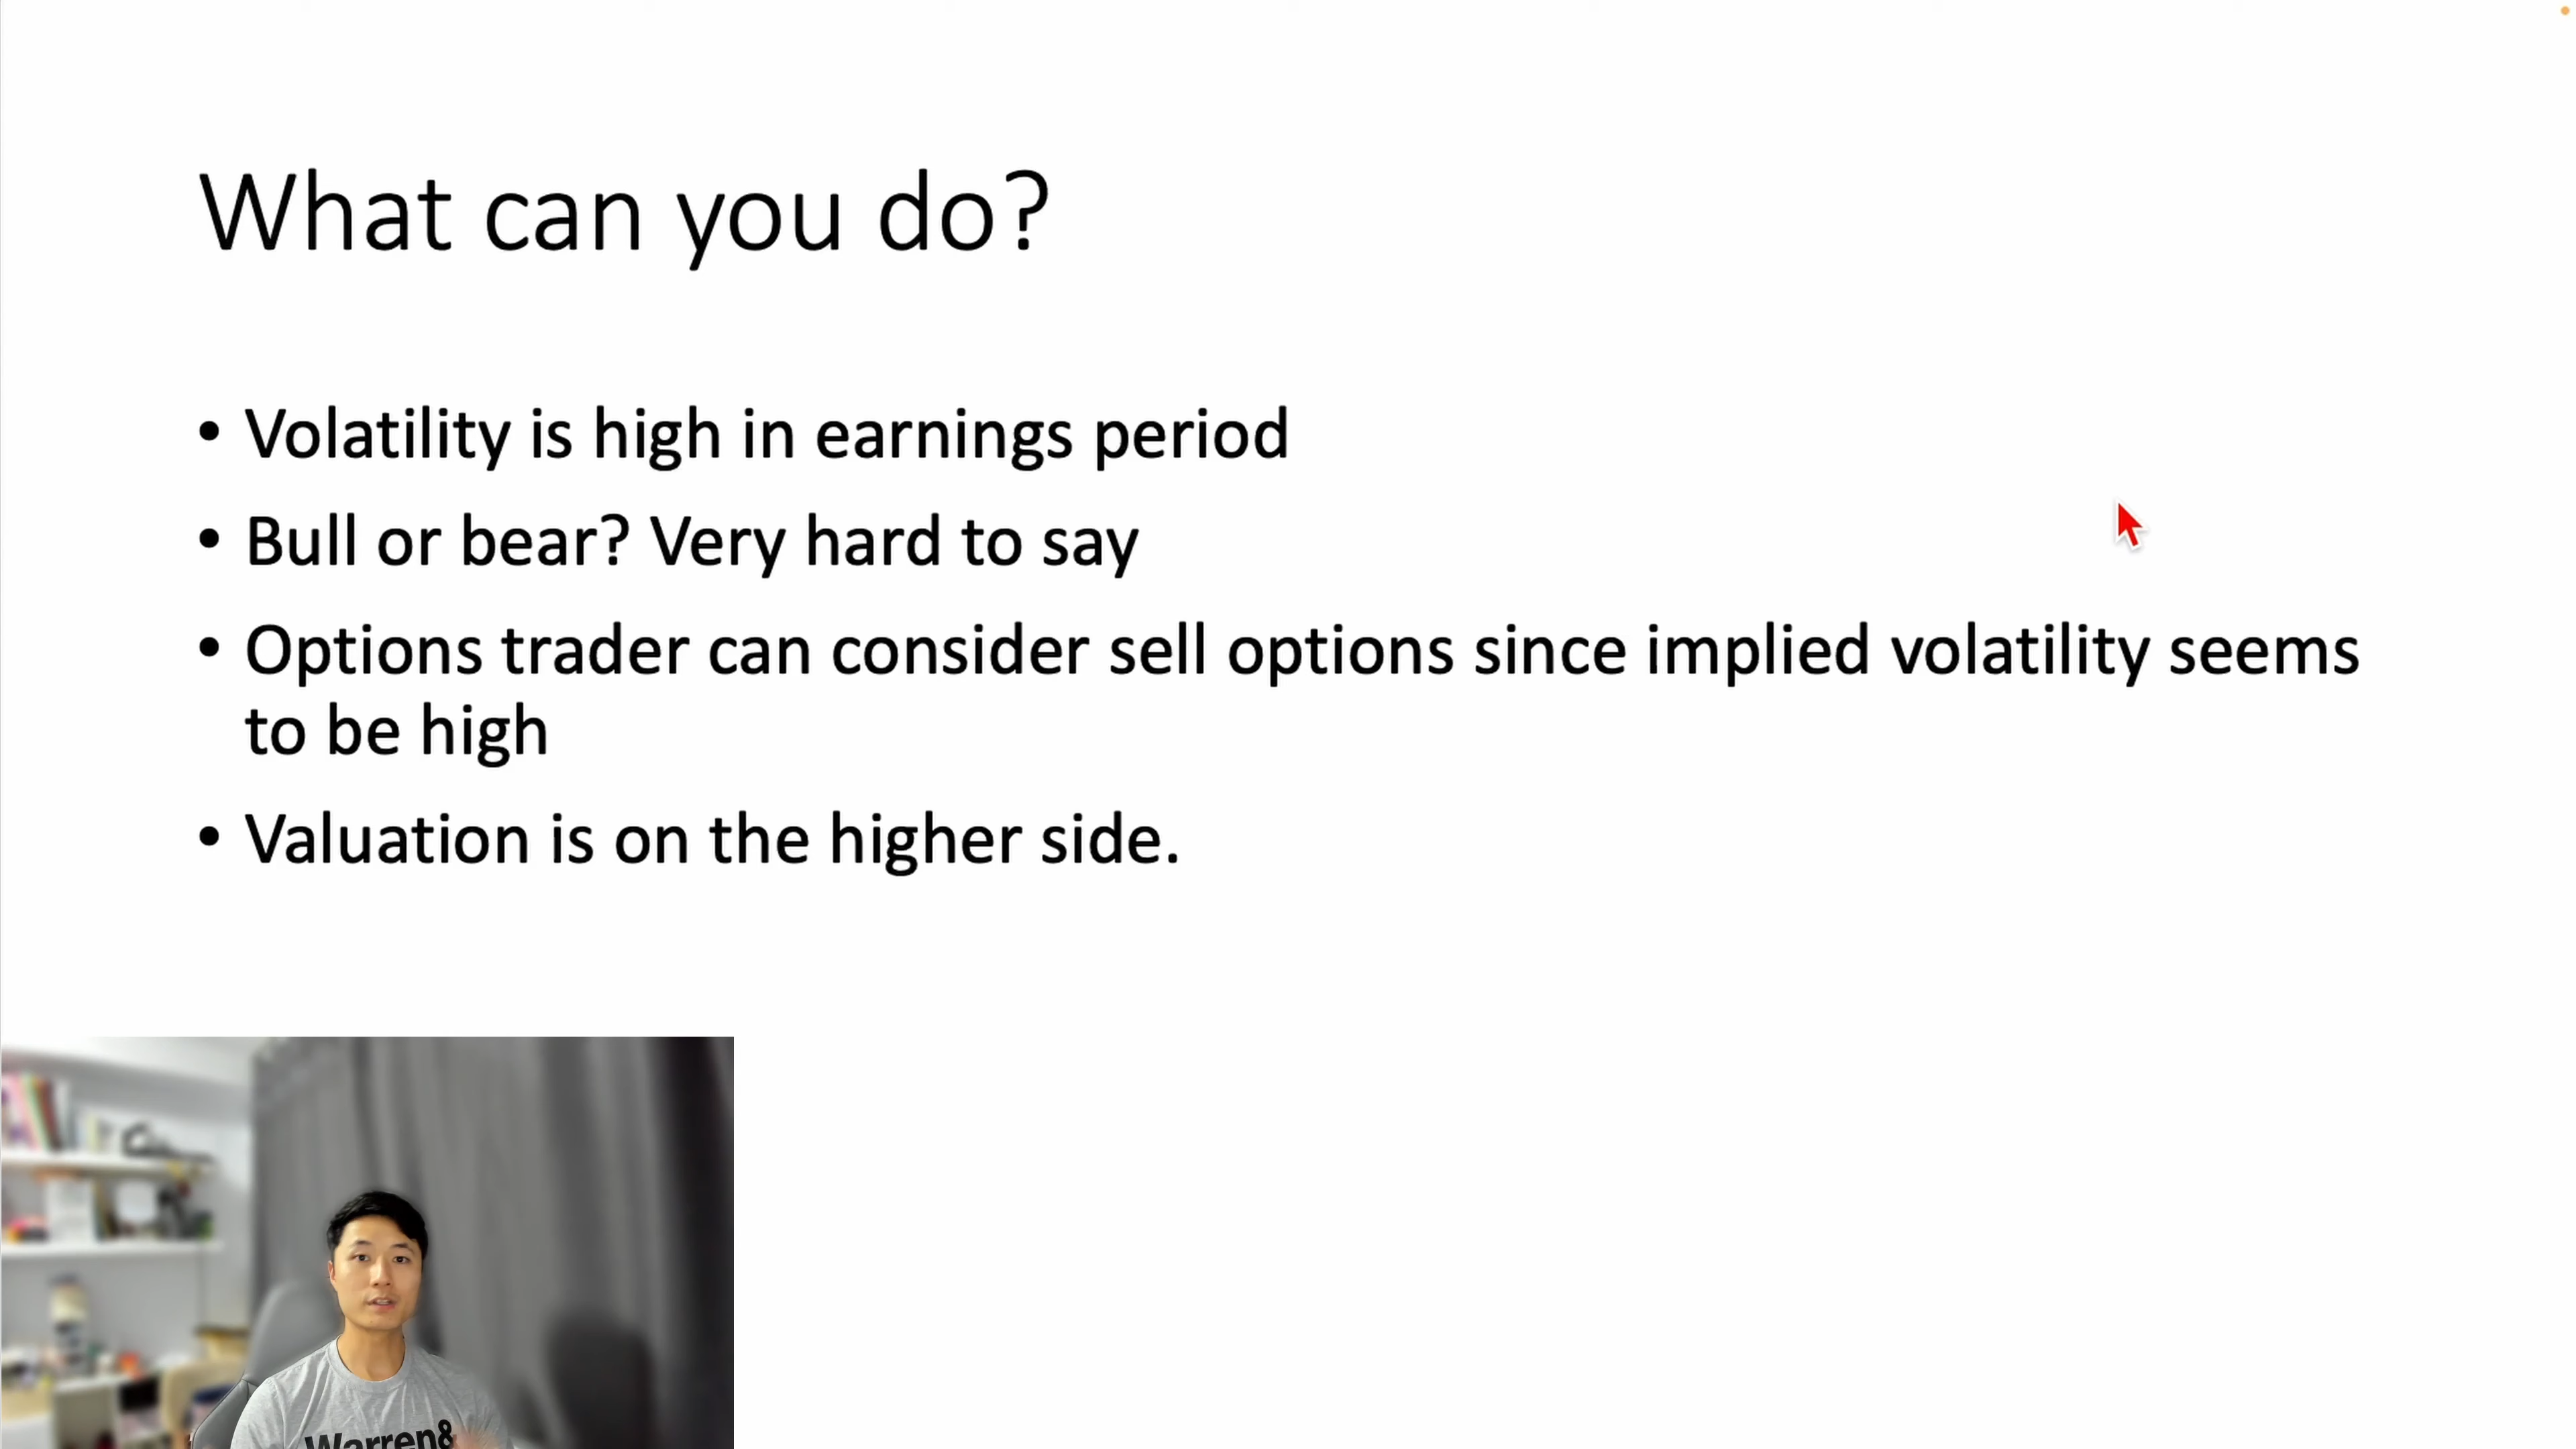 What can you do?
• Volatility is high in earnings period
• Bull or bear? Very hard to say
• Options trader can consider sell options since implied volatility seems
to be high
• Valuation is on the higher side.
Warren&